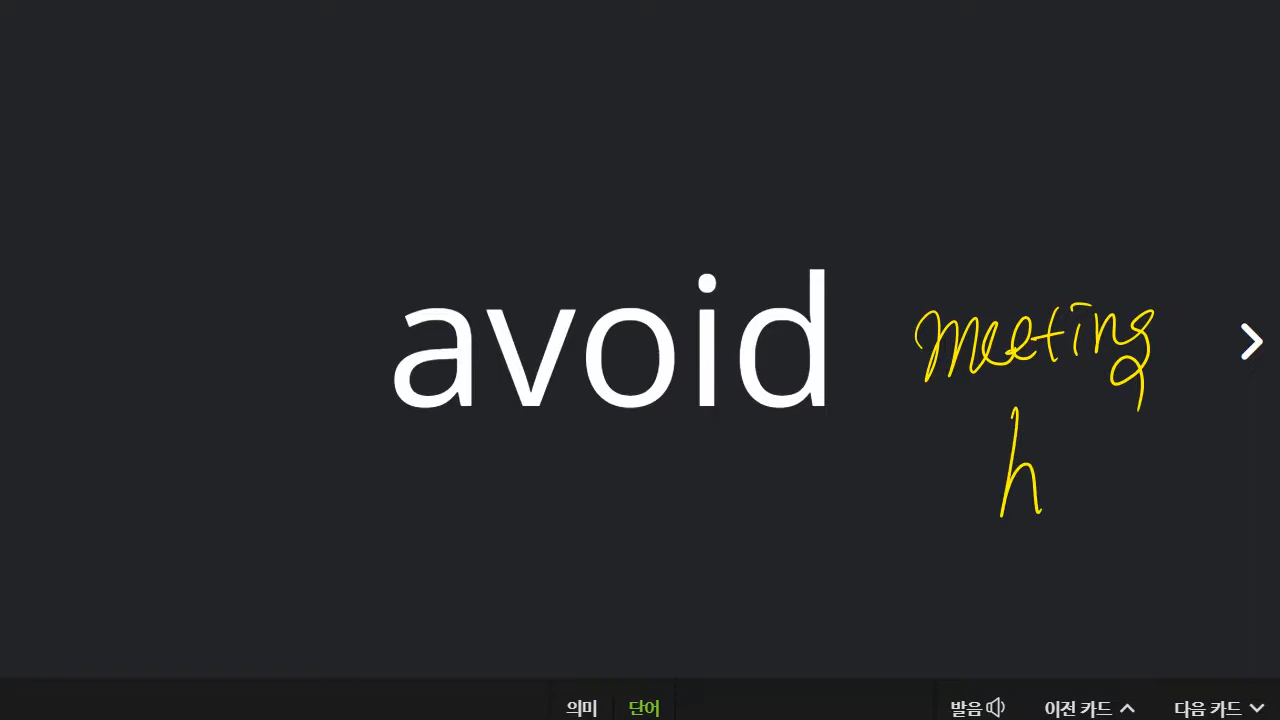 avoid meeting
h
의미 단어 발음 이전 카드 다음 카드